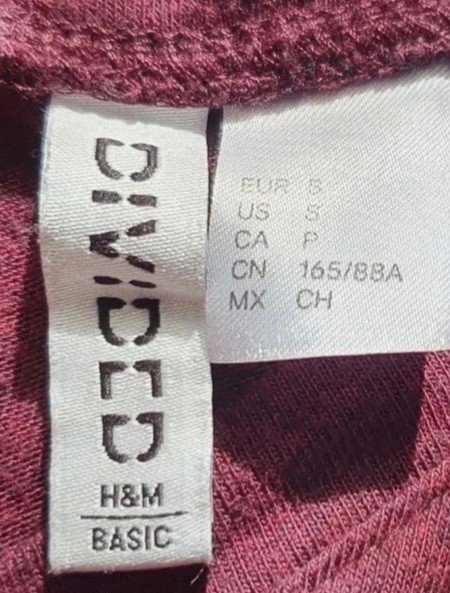 DIVIDED
H&M
BASIC
EUR S
US S
CA P
CN 165/88A
MX CH